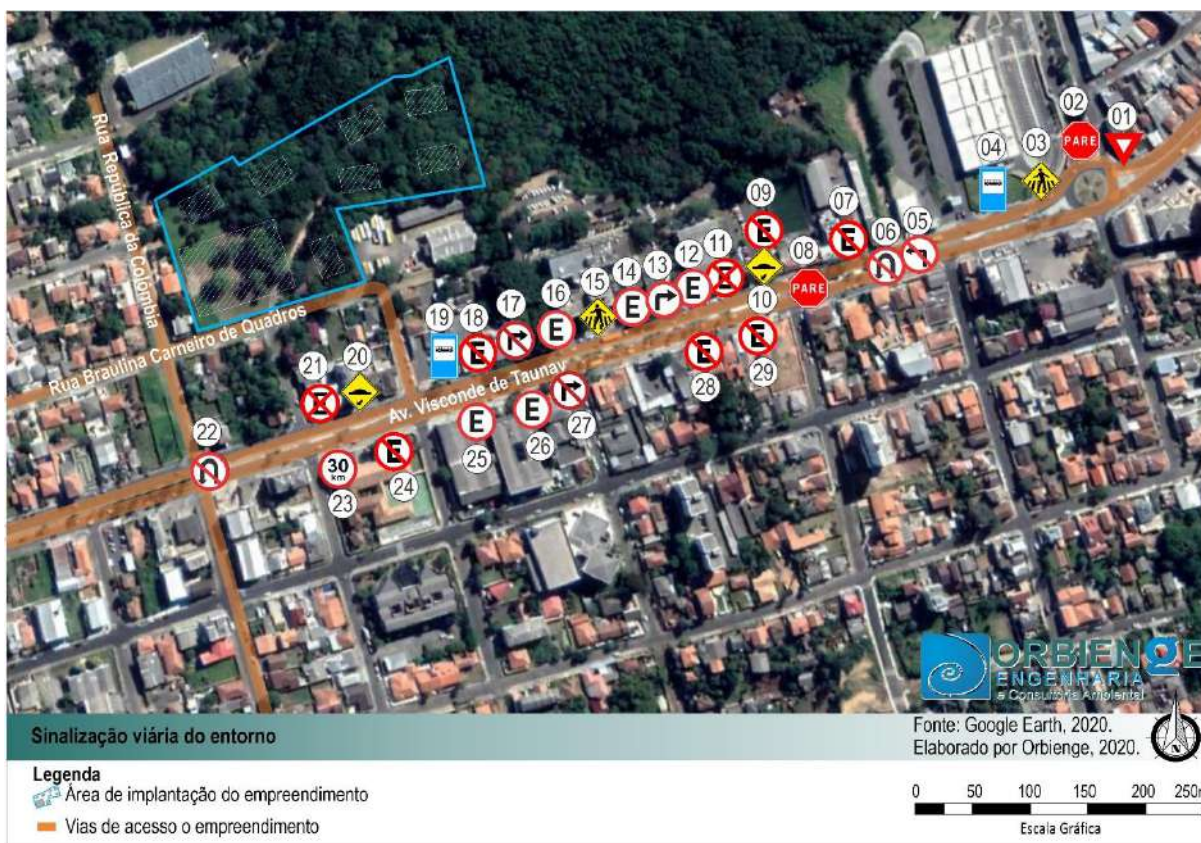 02
01
PARE
03
04
09
07
06
05
08
PARE
E
E
11
12
13
14
15
16
17
18
19
E
E
E
E
10
20
21
22
Rua República da Colômbia
Rua Braulina Carneiro de Quadros
Av. Visconde de Taunay
E
E
28
29
E
E
27
26
25
30
km
23
E
24
ORBIENGE
ENGENHARIA
e Consultoria Ambiental
Sinalização viária do entorno
Fonte: Google Earth, 2020.
Elaborado por Orbienge, 2020.
N
Legenda
Área de implantação do empreendimento
Vias de acesso o empreendimento
0 50 100 150 200 250m
Escala Gráfica